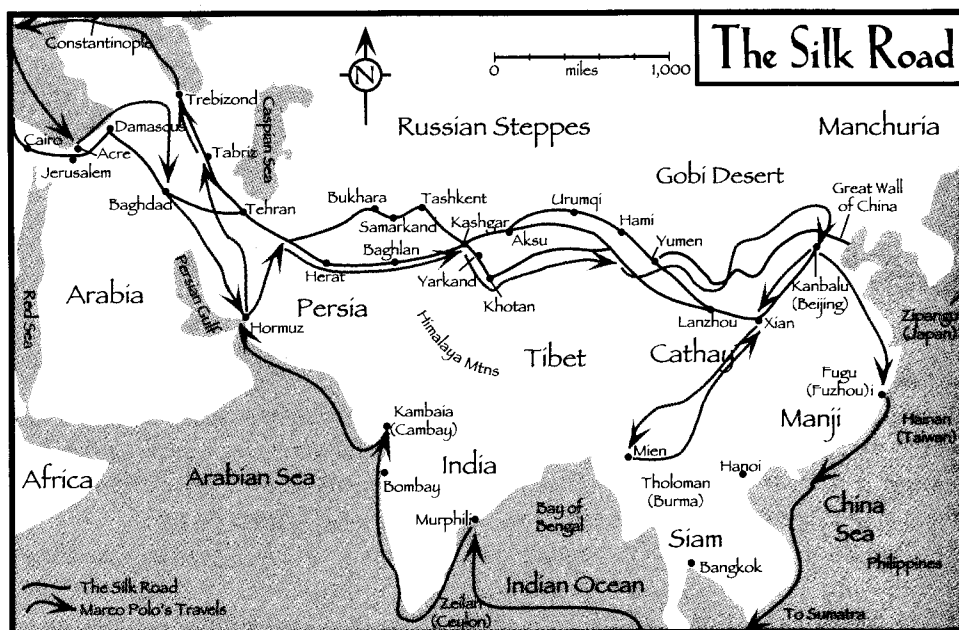 The Silk Road
Constantinople
N
0 miles 1,000
Trebizond
Caspian Sea
Russian Steppes
Manchuria
Damascus
Cairo
Acre
Jerusalem
Tabriz
Gobi Desert
Great Wall
of China
Baghdad
Tehran
Bukhara
Tashkent
Samarkand
Kashgar
Urumqi
Aksu
Hami
Yumen
Baghlan
Herat
Yarkand
Khotan
Kanbalu
(Beijing)
Red Sea
Arabia
Persian Gulf
Hormuz
Persia
Himalaya Mtns
Tibet
Cathay
Lanzhou
Xian
Zipangu
(Japan)
Fugu
(Fuzhou)i
Manji
Hainan
(Taiwan)
Kambaia
(Cambay)
India
Mien
Hanoi
Tholoman
(Burma)
Africa
Arabian Sea
Bombay
Murphili
Bay of
Bengal
China
Sea
Siam
Bangkok
Philippines
Indian Ocean
Zeilan
(Ceylon)
To Sumatra
The Silk Road
Marco Polo's Travels